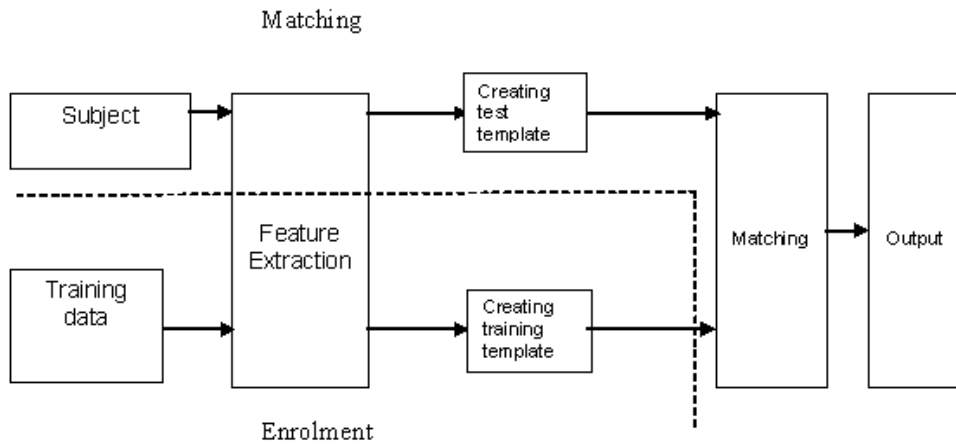 Matching
Subject
Creating
test
template
Feature
Extraction
Matching
Output
Training
data
Creating
training
template
Enrolment